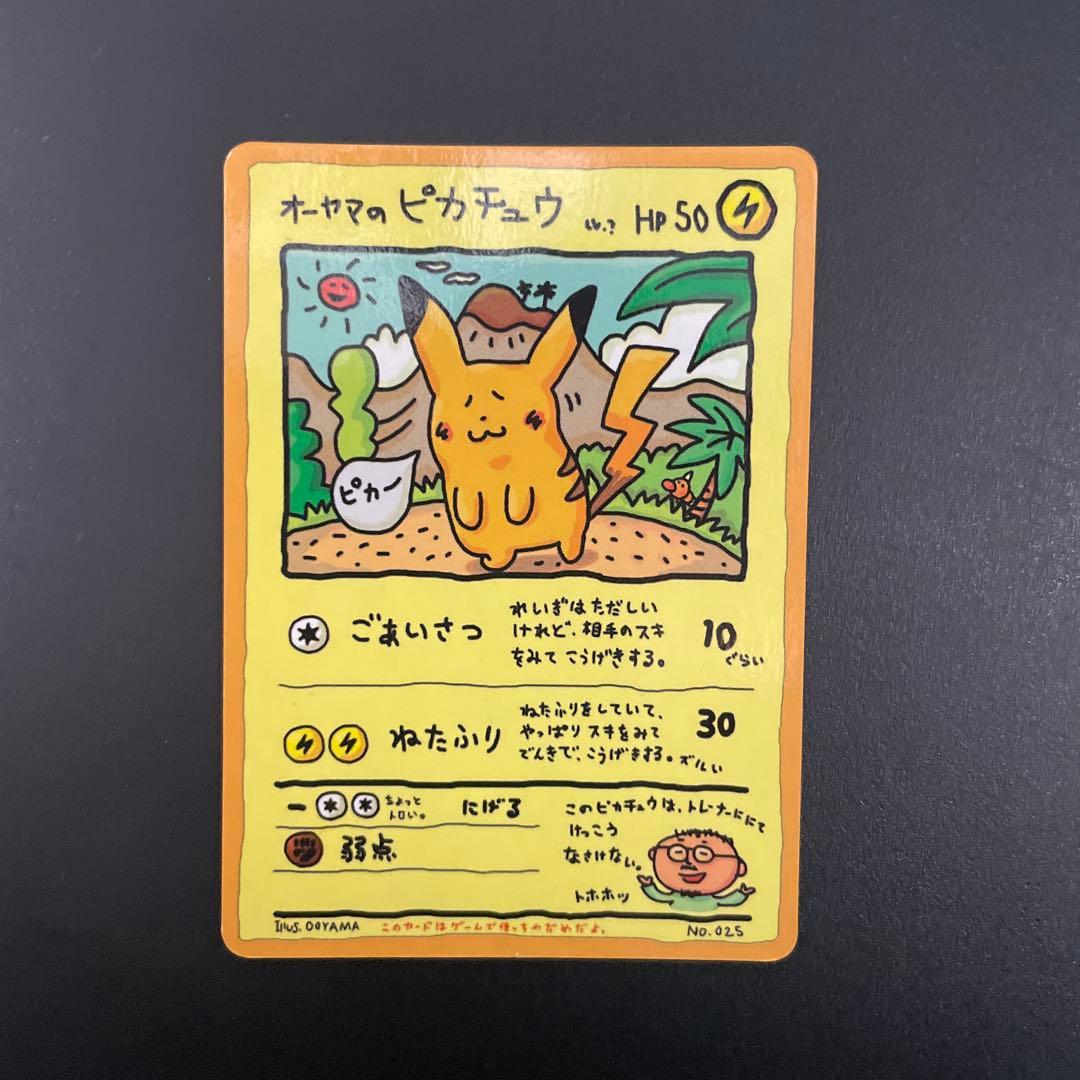 オーヤマの ピカチュウ LV.? HP 50
ピカー
ごあいさつ
れいぎはただしい
けれど、相手のスキ
をみて こうげきする。
10
ぐらい
ねたふり
ねたふりをしていて、
やっぱり スキをみて
でんきで、こうげきする。ズルい
30
ちょっと
トロい。
にげる
弱点
このピカチュウは、トレーナーににて
けっこう
なさけない。
トホホッ
Illus. OOYAMA このカードはゲームで使っちゃだめだよ。 NO. 025